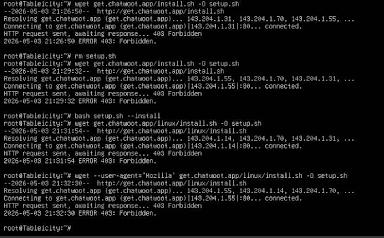 root@Tableicity:~# wget get.chatwoot.app/install.sh -O setup.sh
--2026-05-03 21:26:50-- http://get.chatwoot.app/install.sh
Resolving get.chatwoot.app (get.chatwoot.app)... 143.204.1.31, 143.204.1.70, 143.204.1.55, ...
Connecting to get.chatwoot.app (get.chatwoot.app)|143.204.1.31|:80... connected.
HTTP request sent, awaiting response... 403 Forbidden
2026-05-03 21:26:50 ERROR 403: Forbidden.
root@Tableicity:~# rm setup.sh
root@Tableicity:~# wget get.chatwoot.app/install.sh -O setup.sh
--2026-05-03 21:29:32-- http://get.chatwoot.app/install.sh
Resolving get.chatwoot.app (get.chatwoot.app)... 143.204.1.55, 143.204.1.31, 143.204.1.14, ...
Connecting to get.chatwoot.app (get.chatwoot.app)|143.204.1.55|:80... connected.
HTTP request sent, awaiting response... 403 Forbidden
2026-05-03 21:29:32 ERROR 403: Forbidden.
root@Tableicity:~# bash setup.sh --install
root@Tableicity:~# wget get.chatwoot.app/linux/install.sh -O setup.sh
--2026-05-03 21:31:54-- http://get.chatwoot.app/linux/install.sh
Resolving get.chatwoot.app (get.chatwoot.app)... 143.204.1.14, 143.204.1.70, 143.204.1.31, ...
Connecting to get.chatwoot.app (get.chatwoot.app)|143.204.1.14|:80... connected.
HTTP request sent, awaiting response... 403 Forbidden
2026-05-03 21:31:54 ERROR 403: Forbidden.
root@Tableicity:~# wget --user-agent="Mozilla" get.chatwoot.app/linux/install.sh -O setup.sh
--2026-05-03 21:32:30-- http://get.chatwoot.app/linux/install.sh
Resolving get.chatwoot.app (get.chatwoot.app)... 143.204.1.55, 143.204.1.14, 143.204.1.70, ...
Connecting to get.chatwoot.app (get.chatwoot.app)|143.204.1.55|:80... connected.
HTTP request sent, awaiting response... 403 Forbidden
2026-05-03 21:32:30 ERROR 403: Forbidden.
root@Tableicity:~#